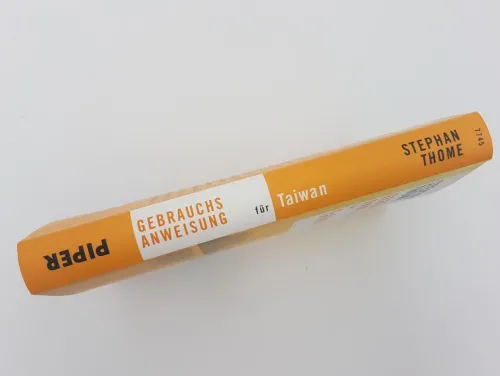 PIPER
GEBRAUCHS
ANWEISUNG
für Taiwan
STEPHAN
THOME
7745